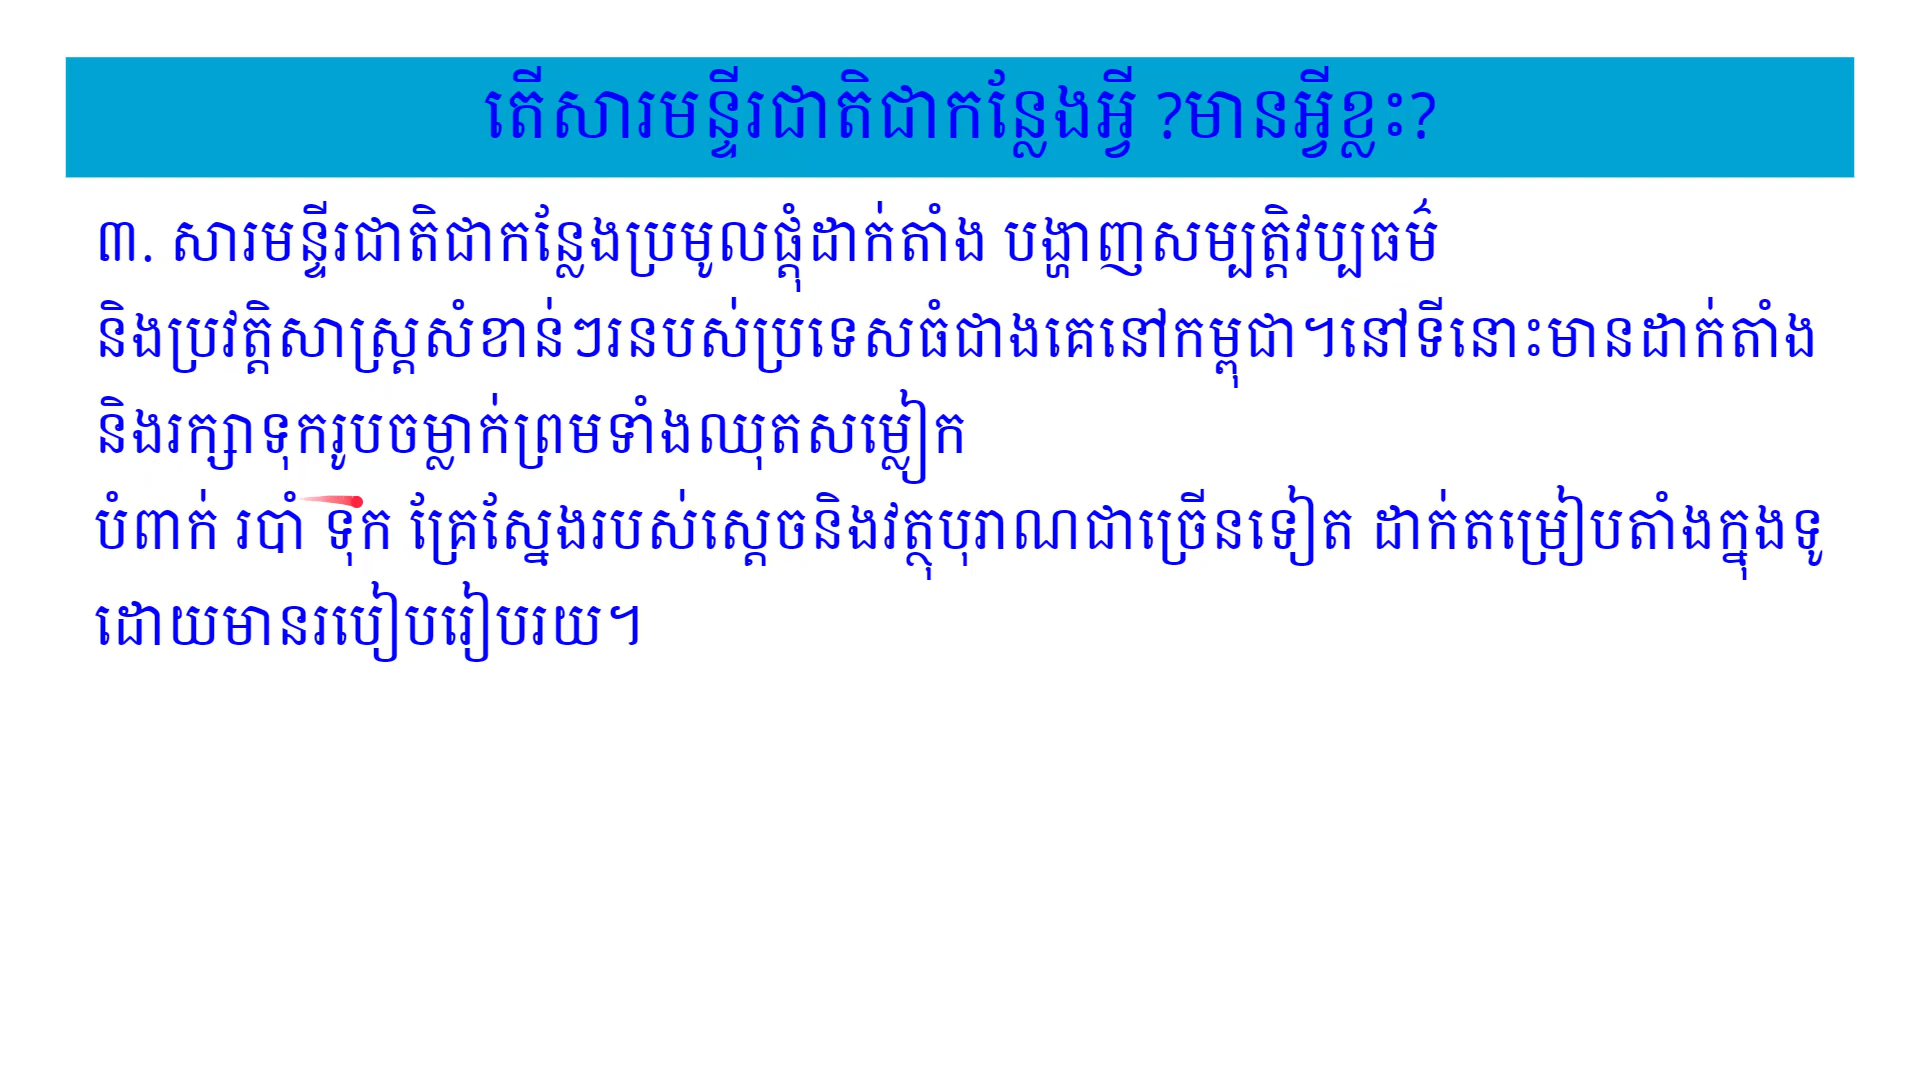 តើសារមន្ទីរជាតិជាកន្លែងអ្វី ?មានអ្វីខ្លះ?
៣. សារមន្ទីរជាតិជាកន្លែងប្រមូលផ្តុំដាក់តាំង បង្ហាញសម្បត្តិវប្បធម៌
និងប្រវត្តិសាស្ត្រសំខាន់ៗរនបស់ប្រទេសធំជាងគេនៅកម្ពុជា។នៅទីនោះមានដាក់តាំង
និងរក្សាទុករូបចម្លាក់ព្រមទាំងឈុតសម្លៀក
បំពាក់ របាំ ទុក គ្រែស្នែងរបស់ស្តេចនិងវត្ថុបុរាណជាច្រើនទៀត ដាក់តម្រៀបតាំងក្នុងទូ
ដោយមានរបៀបរៀបរយ។